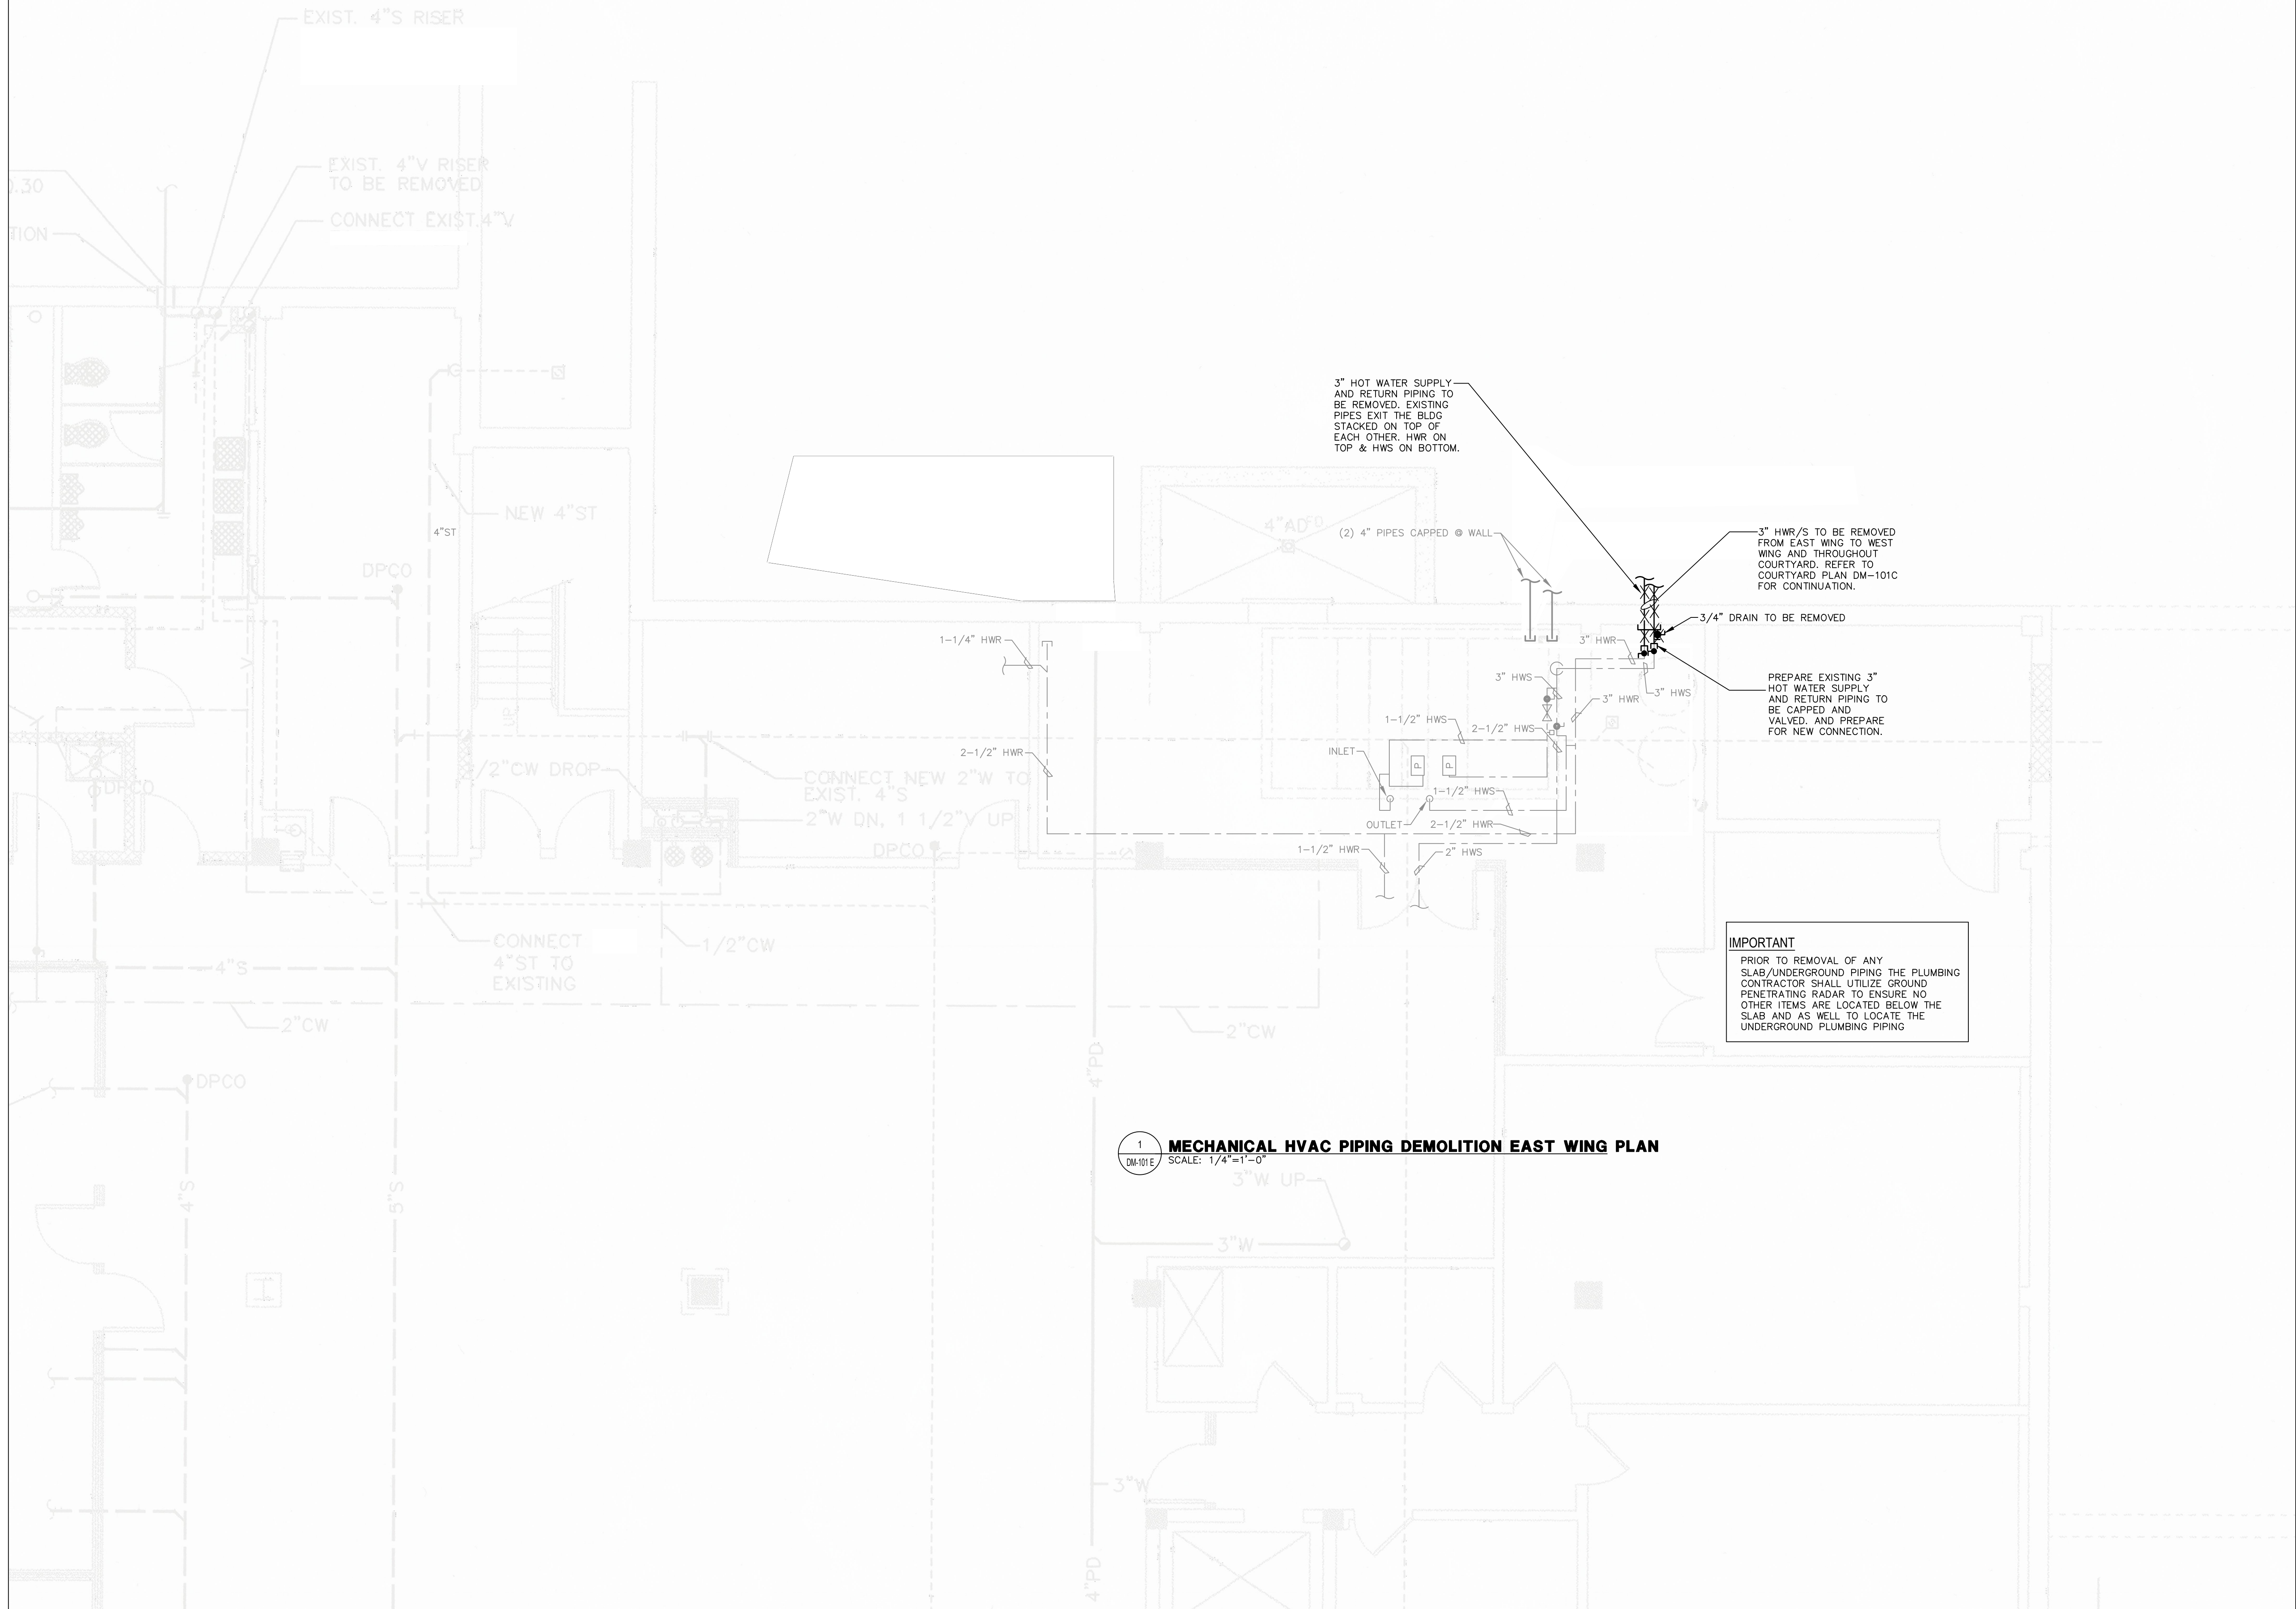 EXIST. 4"S RISER
EXIST. 4"V RISER
TO BE REMOVED
CONNECT EXIST.4"V
NEW 4"ST
4"ST
DPCO
3" HOT WATER SUPPLY
AND RETURN PIPING TO
BE REMOVED. EXISTING
PIPES EXIT THE BLDG
STACKED ON TOP OF
EACH OTHER. HWR ON
TOP & HWS ON BOTTOM.
4"AD
FD
(2) 4" PIPES CAPPED @ WALL
3" HWR/S TO BE REMOVED
FROM EAST WING TO WEST
WING AND THROUGHOUT
COURTYARD. REFER TO
COURTYARD PLAN DM-101C
FOR CONTINUATION.
3/4" DRAIN TO BE REMOVED
PREPARE EXISTING 3"
HOT WATER SUPPLY
AND RETURN PIPING TO
BE CAPPED AND
VALVED. AND PREPARE
FOR NEW CONNECTION.
1-1/4" HWR
3" HWR
3" HWS
3" HWS
3" HWR
1-1/2" HWS
2-1/2" HWS
2-1/2" HWR
INLET
P
P
1-1/2" HWS
OUTLET
2-1/2" HWR
1-1/2" HWR
2" HWS
UP
V
DPCO
/2"CW DROP
CONNECT NEW 2"W TO
EXIST. 4"S
2"W DN, 1 1/2"V UP
DPCO
CONNECT
4"ST TO
EXISTING
1/2"CW
4"S
2"CW
2"CW
DPCO
4"PD
4"S
5"S
IMPORTANT
PRIOR TO REMOVAL OF ANY
SLAB/UNDERGROUND PIPING THE PLUMBING
CONTRACTOR SHALL UTILIZE GROUND
PENETRATING RADAR TO ENSURE NO
OTHER ITEMS ARE LOCATED BELOW THE
SLAB AND AS WELL TO LOCATE THE
UNDERGROUND PLUMBING PIPING
1
DM-101 E
MECHANICAL HVAC PIPING DEMOLITION EAST WING PLAN
SCALE: 1/4"=1'-0"
3"W UP
3"W
3"W
4"PD